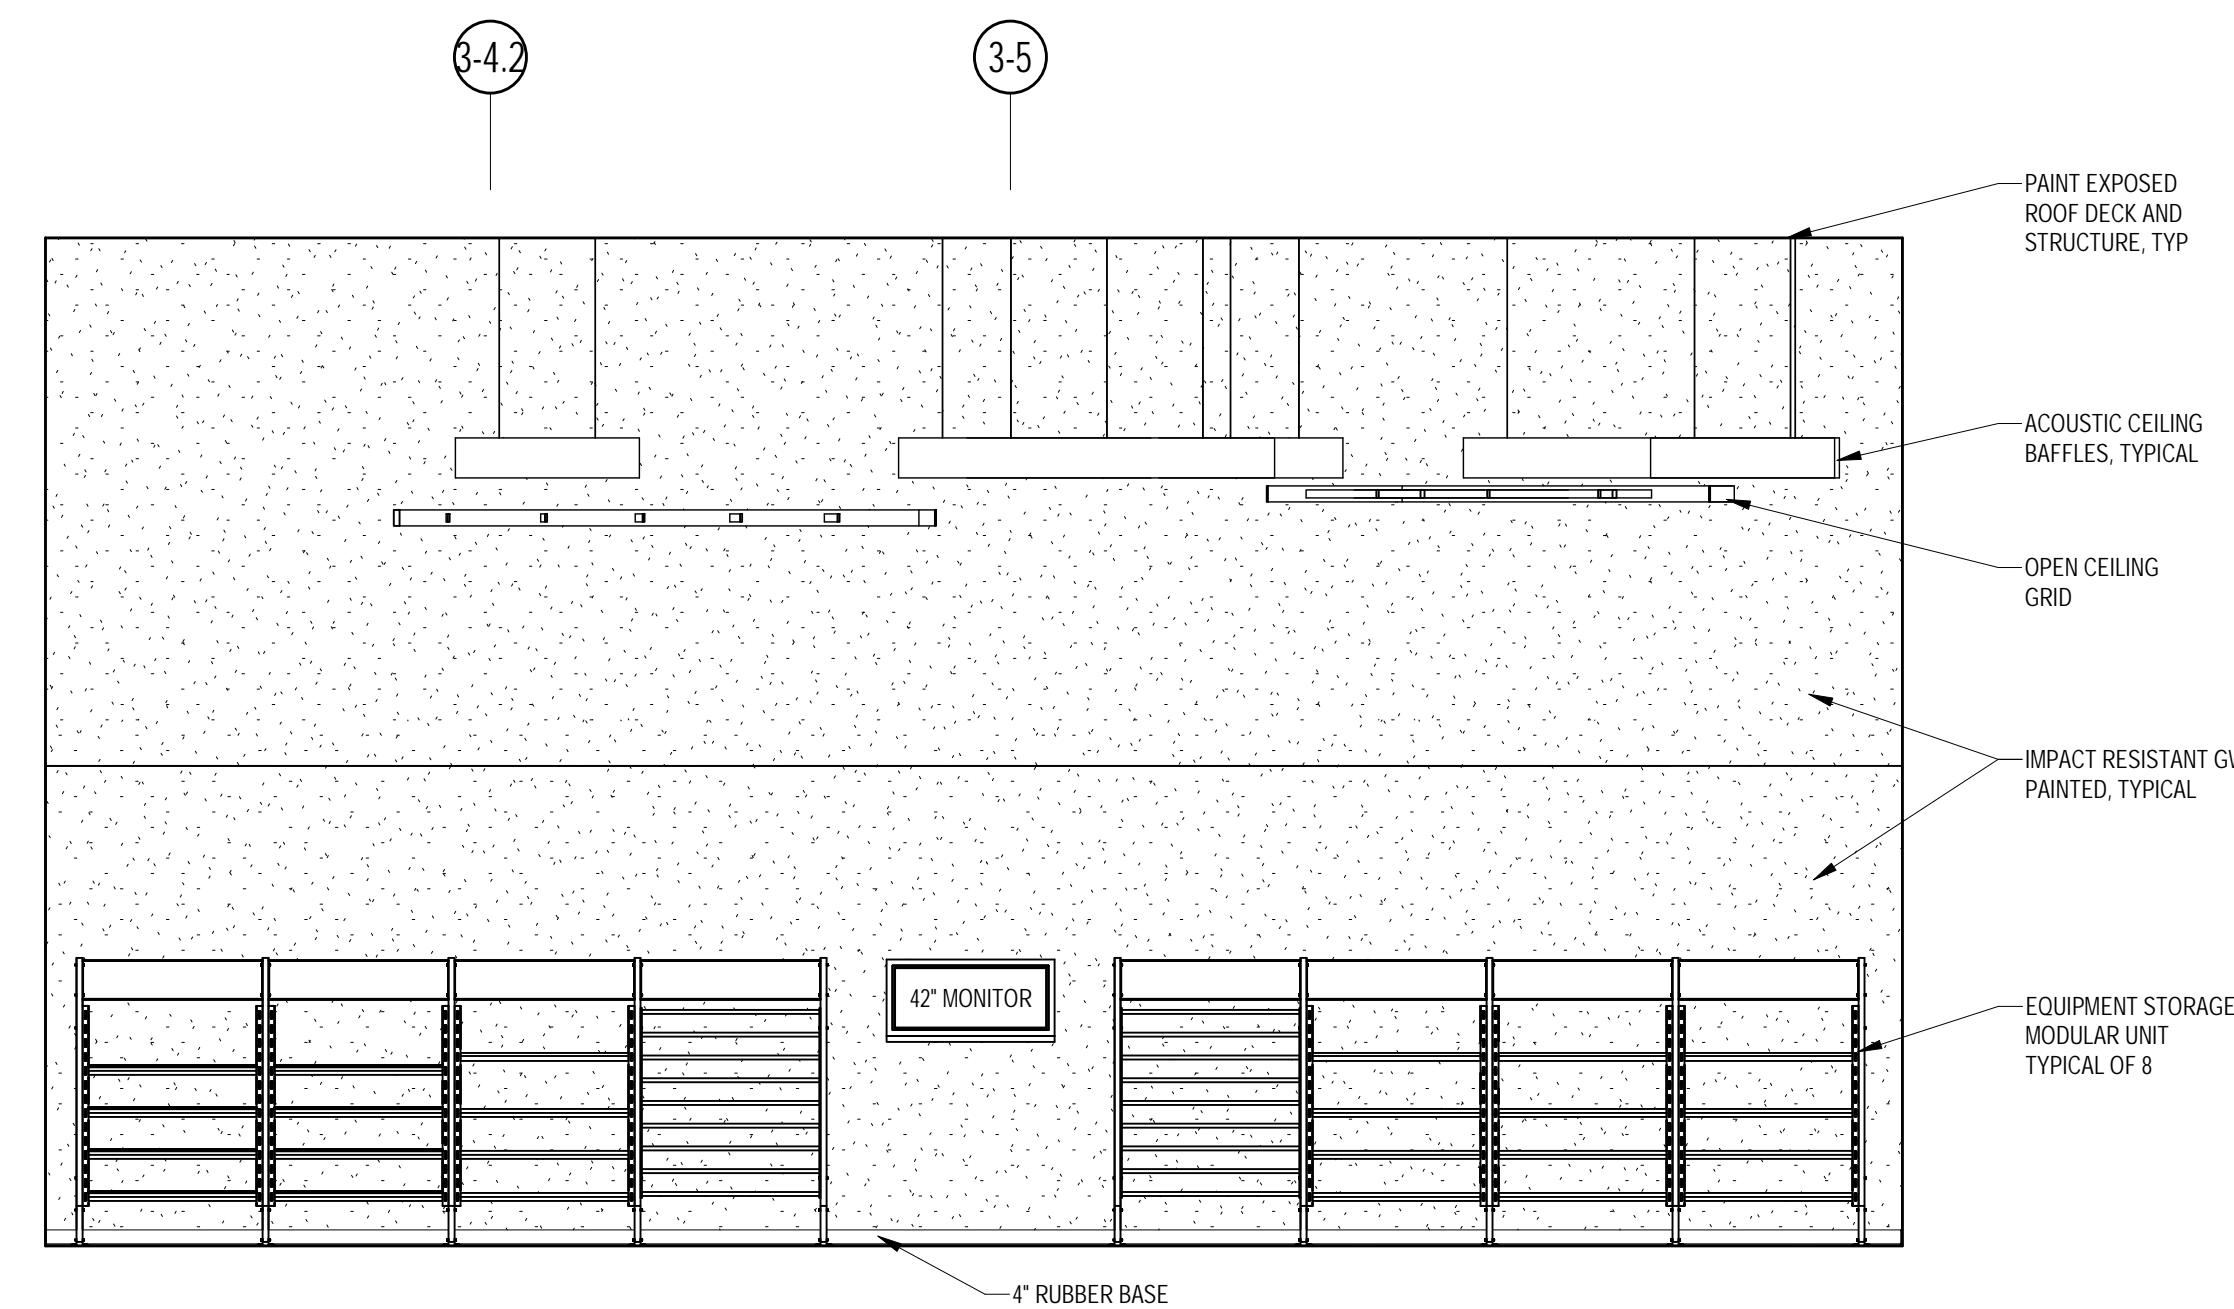 3-4.2
3-5
PAINT EXPOSED
ROOF DECK AND
STRUCTURE, TYP
ACOUSTIC CEILING
BAFFLES, TYPICAL
OPEN CEILING
GRID
IMPACT RESISTANT
PAINTED, TYPICAL
42" MONITOR
EQUIPMENT STORAGE
MODULAR UNIT
TYPICAL OF 8
4" RUBBER BASE